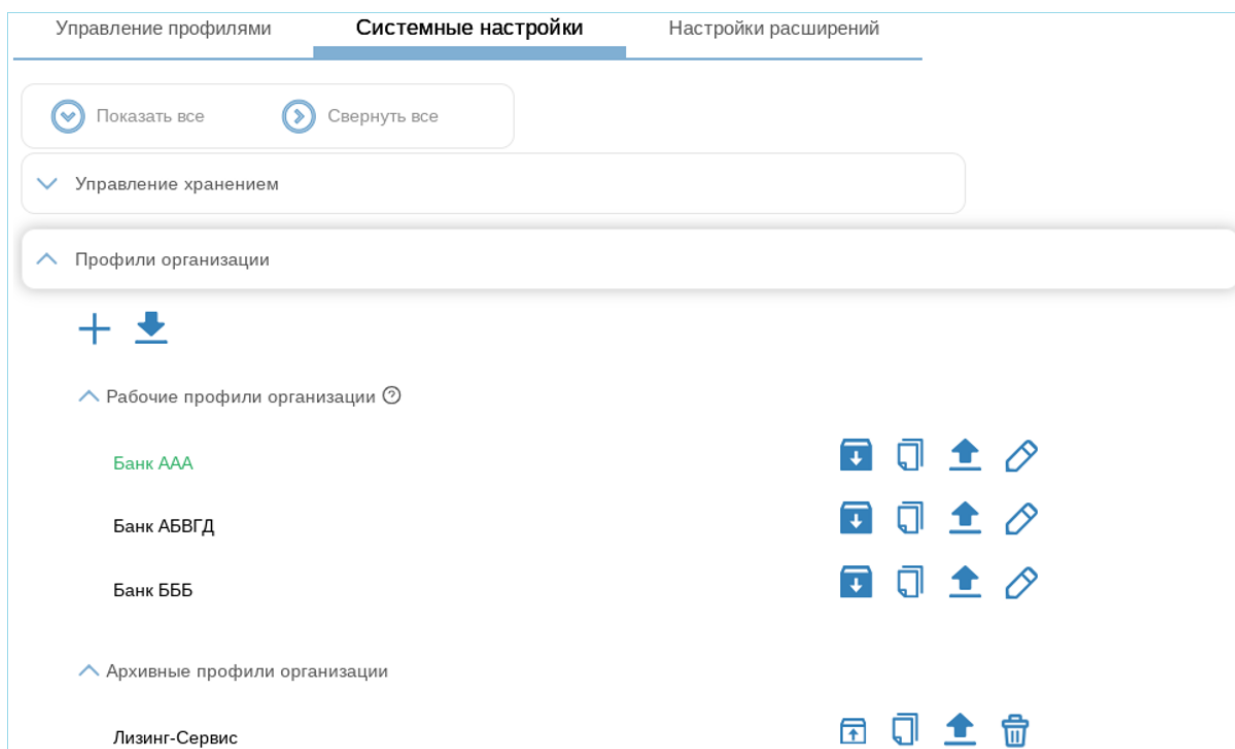 Управление профилями Системные настройки Настройки расширений
Показать все Свернуть все
Управление хранением
Профили организации
Рабочие профили организации
Банк ААА
Банк АБВГД
Банк БББ
Архивные профили организации
Лизинг-Сервис